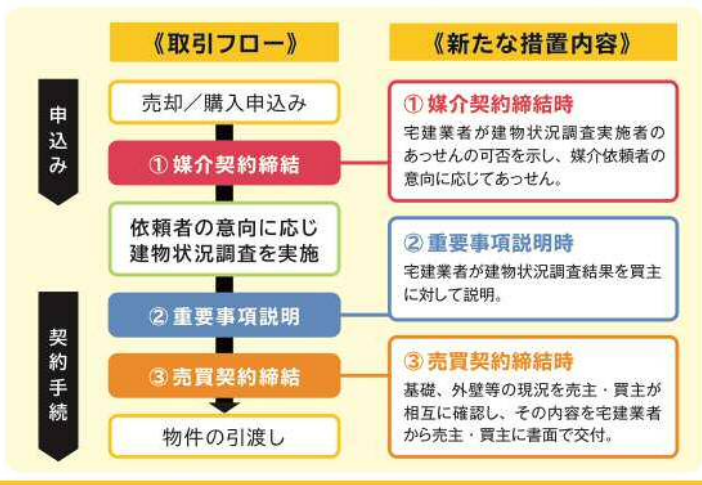 《取引フロー》
《新たな措置内容》
申込み
売却／購入申込み
①媒介契約締結
依頼者の意向に応じ
建物状況調査を実施
契約手続
②重要事項説明
③売買契約締結
物件の引渡し
①媒介契約締結時
宅建業者が建物状況調査実施者の
あっせんの可否を示し、媒介依頼者の
意向に応じてあっせん。
②重要事項説明時
宅建業者が建物状況調査結果を買主
に対して説明。
③売買契約締結時
基礎、外壁等の現況を売主・買主が
相互に確認し、その内容を宅建業者
から売主・買主に書面で交付。